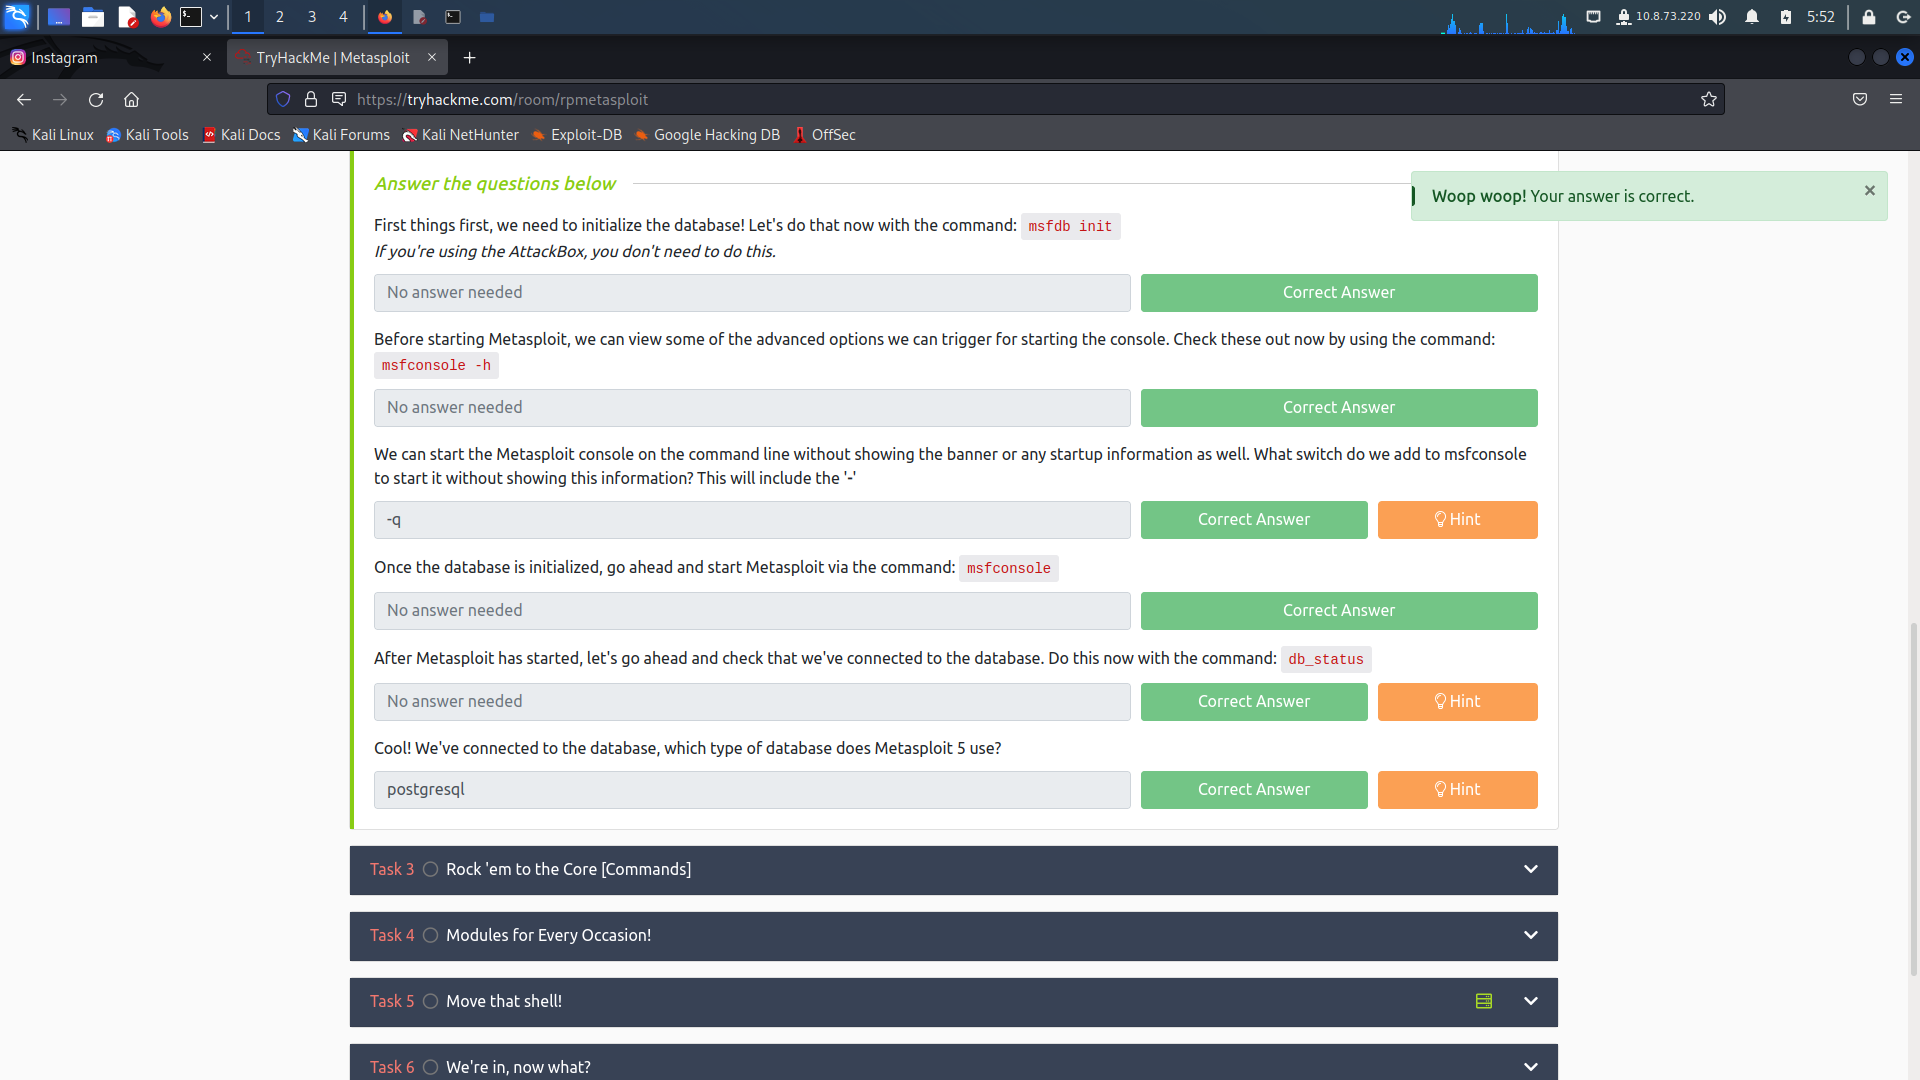 1 2 3 4 10.8.73.220 5:52
Instagram
TryHackMe | Metasploit
https://tryhackme.com/room/rpmetasploit
Kali Linux Kali Tools Kali Docs Kali Forums Kali NetHunter Exploit-DB Google Hacking DB OffSec
Answer the questions below
Woop woop! Your answer is correct.
First things first, we need to initialize the database! Let's do that now with the command: msfdb init
If you're using the AttackBox, you don't need to do this.
No answer needed
Correct Answer
Before starting Metasploit, we can view some of the advanced options we can trigger for starting the console. Check these out now by using the command:
msfconsole -h
No answer needed
Correct Answer
We can start the Metasploit console on the command line without showing the banner or any startup information as well. What switch do we add to msfconsole
to start it without showing this information? This will include the '-'
-q
Correct Answer
Hint
Once the database is initialized, go ahead and start Metasploit via the command: msfconsole
No answer needed
Correct Answer
After Metasploit has started, let's go ahead and check that we've connected to the database. Do this now with the command: db_status
No answer needed
Correct Answer
Hint
Cool! We've connected to the database, which type of database does Metasploit 5 use?
postgresql
Correct Answer
Hint
Task 3 Rock 'em to the Core [Commands]
Task 4 Modules for Every Occasion!
Task 5 Move that shell!
Task 6 We're in, now what?